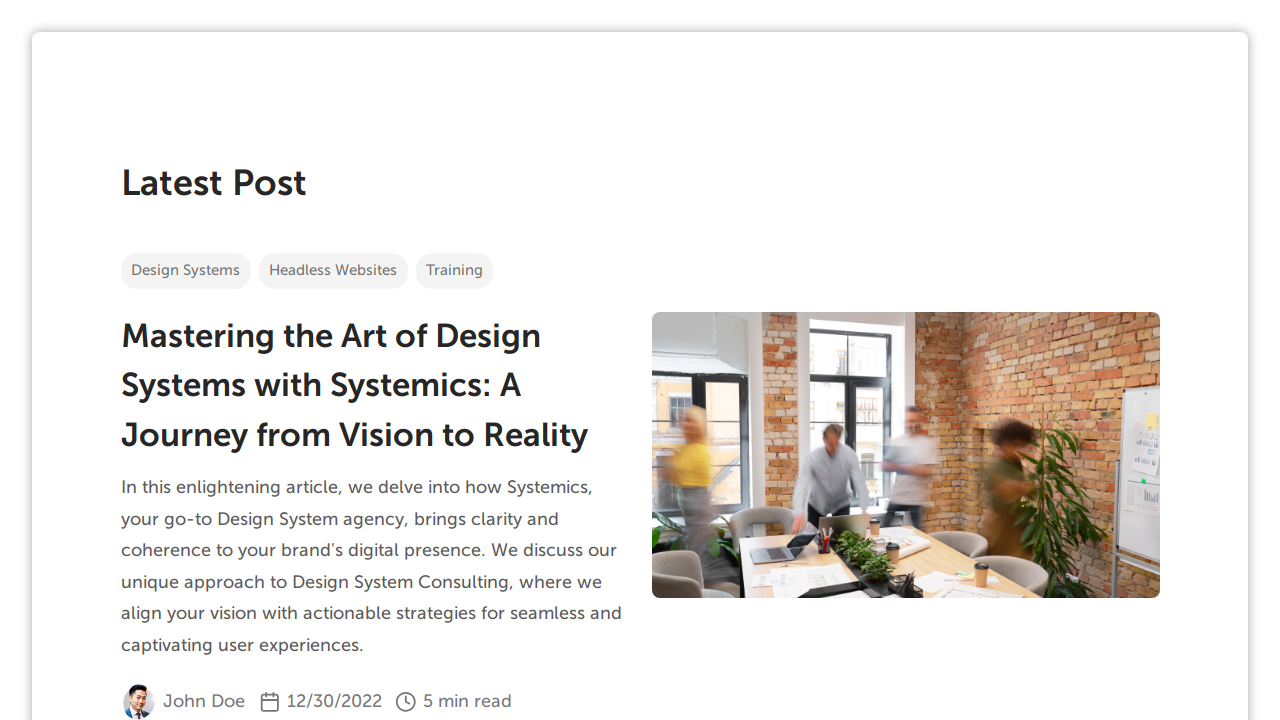 Latest Post
Design Systems
Headless Websites
Training
Mastering the Art of Design
Systems with Systemics: A
Journey from Vision to Reality
In this enlightening article, we delve into how Systemics,
your go-to Design System agency, brings clarity and
coherence to your brand's digital presence. We discuss our
unique approach to Design System Consulting, where we
align your vision with actionable strategies for seamless and
captivating user experiences.
John Doe 12/30/2022 5 min read